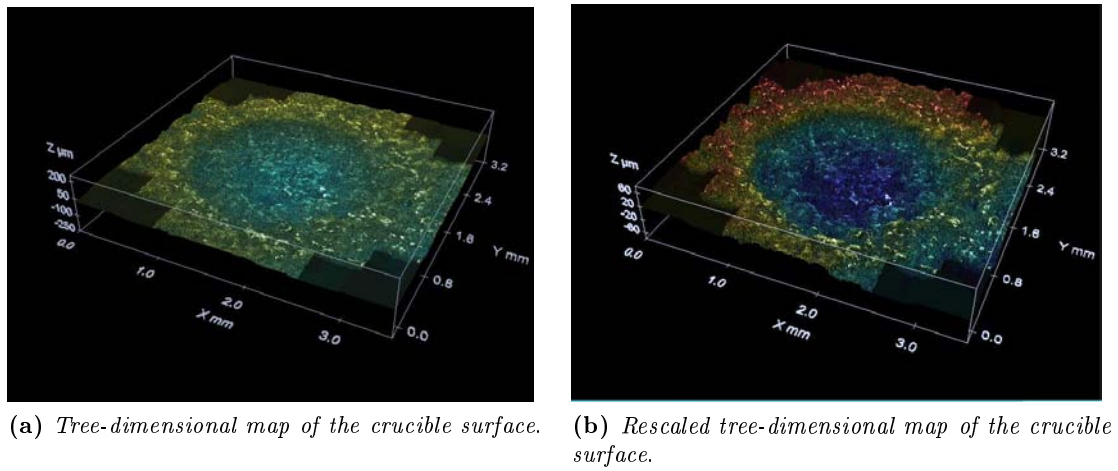 Z µm
200
50
-100
-250
0.0
1.0
2.0
3.0
X mm
0.0
0.8
1.6
2.4
3.2
Y mm
Z µm
60
20
-20
-60
0.0
1.0
2.0
3.0
X mm
0.0
0.8
1.6
2.4
3.2
Y mm
(a) Tree-dimensional map of the crucible surface.
(b) Rescaled tree-dimensional map of the crucible
surface.